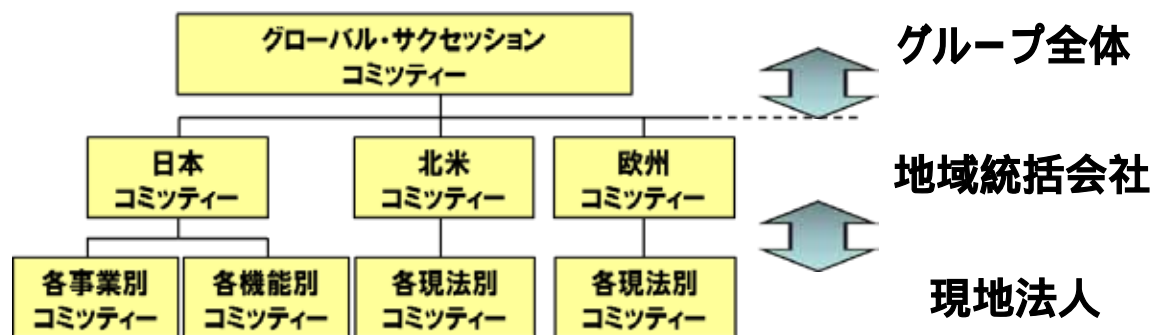 グローバル・サクセッション
コミッティー
グループ全体
日本
コミッティー
北米
コミッティー
欧州
コミッティー
地域統括会社
各事業別
コミッティー
各機能別
コミッティー
各現法別
コミッティー
各現法別
コミッティー
現地法人